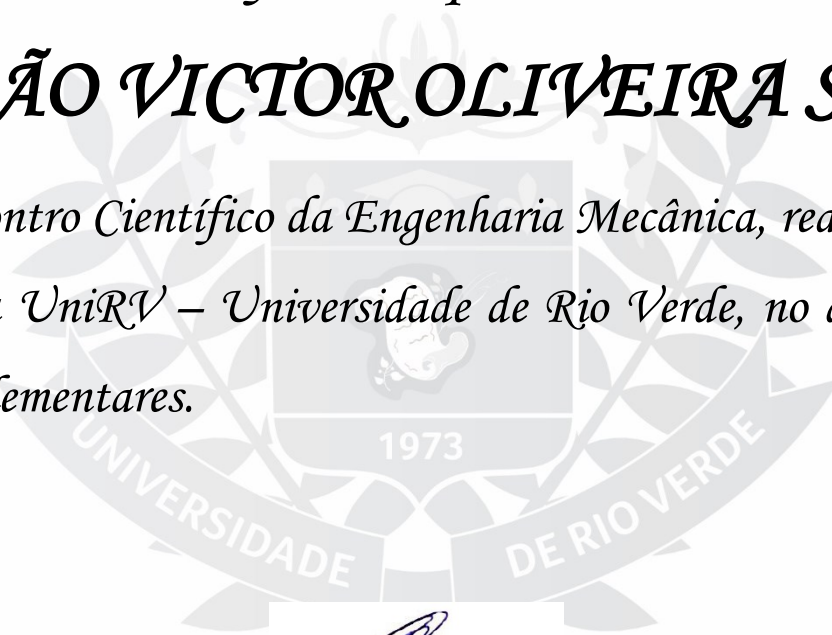 ÃO VICTOR OLIVEIRA S
ontro Científico da Engenharia Mecânica, rea
a UniRV – Universidade de Rio Verde, no d
lementares.
1973
UNIVERSIDADE DE RIO VERDE